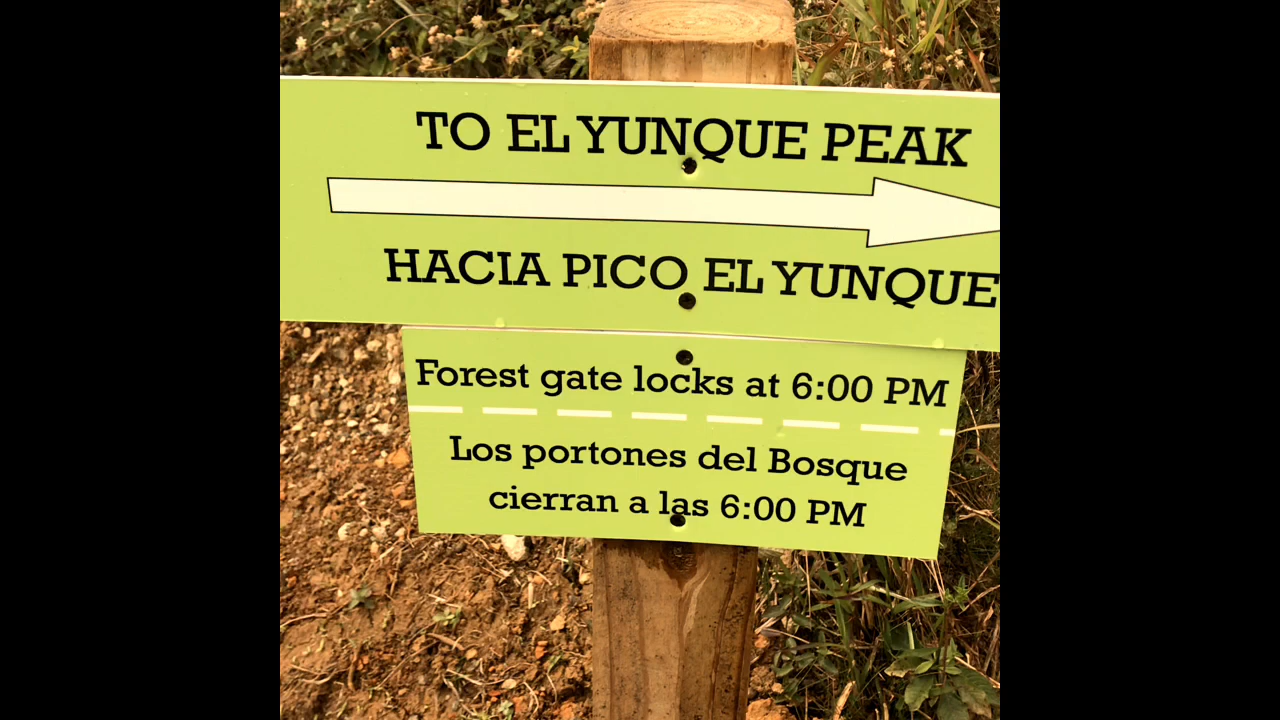 TO EL YUNQUE PEAK
HACIA PICO EL YUNQUE
Forest gate locks at 6:00 PM
Los portones del Bosque
cierran a las 6:00 PM